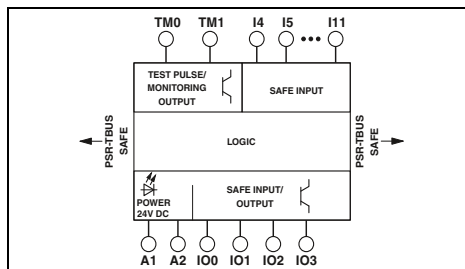 TM0 TM1 I4 I5 ••• I11
TEST PULSE/
MONITORING
OUTPUT
SAFE INPUT
PSR-TBUS
SAFE
LOGIC
PSR-TBUS
SAFE
POWER
24V DC
SAFE INPUT/
OUTPUT
A1 A2 IO0 IO1 IO2 IO3